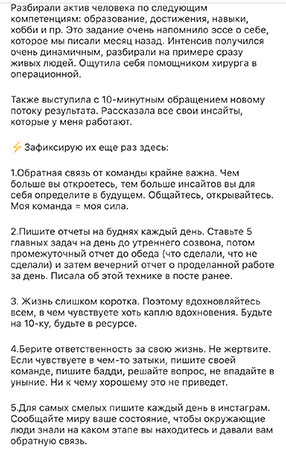 Разбирали актив человека по следующим
компетенциям: образование, достижения, навыки,
хобби и пр. Это задание очень напомнило эссе о себе,
которое мы писали месяц назад. Интенсив получился
очень динамичным, разбирали на примере сразу
живых людей. Ощутила себя помощником хирурга в
операционной.
Также выступила с 10-минутным обращением новому
потоку результата. Рассказала все свои инсайты,
которые у меня работают.
⚡Зафиксирую их еще раз здесь:
1.Обратная связь от команды крайне важна. Чем
больше вы откроетесь, тем больше инсайтов вы для
себя определите в будущем. Общайтесь, открывайтесь.
Моя команда = моя сила.
2.Пишите отчеты на буднях каждый день. Ставьте 5
главных задач на день до утреннего созвона, потом
промежуточный отчет до обеда (что сделали, что не
сделали) и затем вечерний отчет о проделанной работе
за день. Писала об этой технике в посте ранее.
3. Жизнь слишком коротка. Поэтому вдохновляйтесь
всем, в чем чувствуете хоть каплю вдохновения. Будьте
на 10-ку, будьте в ресурсе.
4.Берите ответственность за свою жизнь. Не жертвите.
Если чувствуете в чем-то затыки, пишите своей
команде, пишите бадди, решайте вопрос, не впадайте в
уныние. Ни к чему хорошему это не приведет.
5.Для самых смелых пишите каждый день в инстаграм.
Сообщайте миру ваше состояние, чтобы окружающие
люди знали на каком этапе вы находитесь и давали вам
обратную связь.